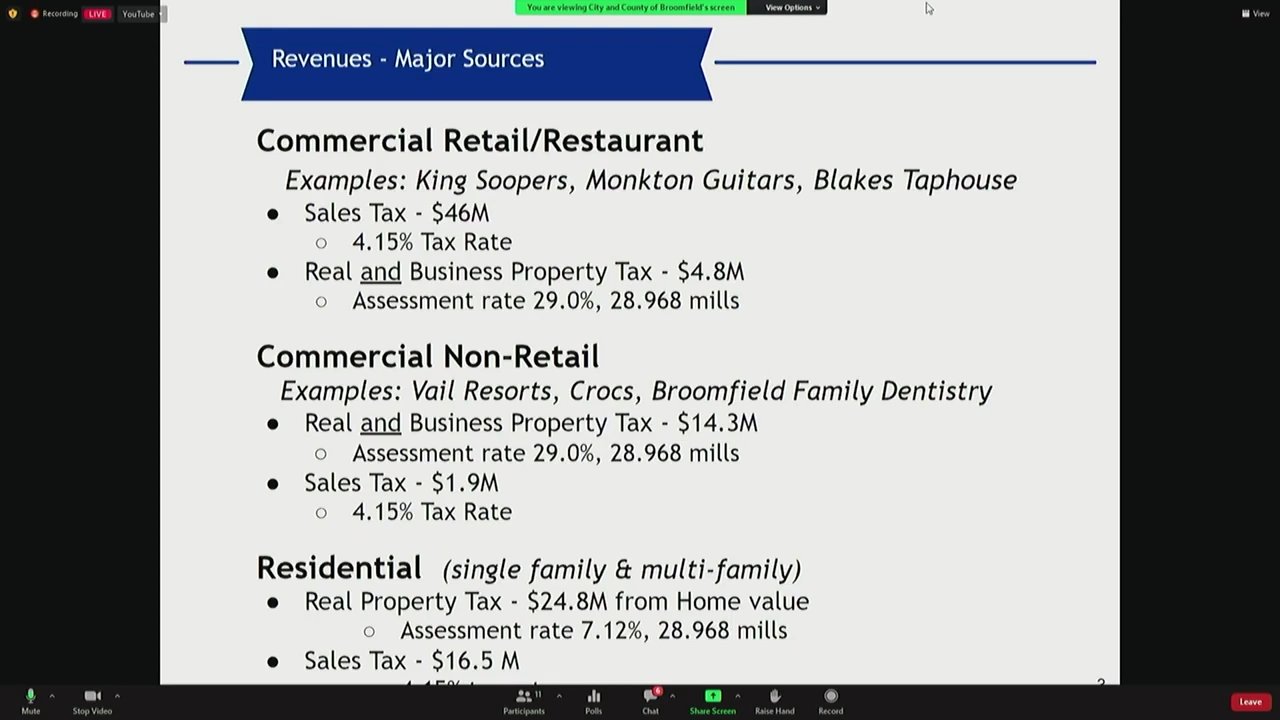 Recording LIVE YouTube
You are viewing City and County of Broomfield's screen
View Options
View
Revenues - Major Sources
Commercial Retail/Restaurant
Examples: King Soopers, Monkton Guitars, Blakes Taphouse
● Sales Tax - $46M
○ 4.15% Tax Rate
● Real and Business Property Tax - $4.8M
○ Assessment rate 29.0%, 28.968 mills
Commercial Non-Retail
Examples: Vail Resorts, Crocs, Broomfield Family Dentistry
● Real and Business Property Tax - $14.3M
○ Assessment rate 29.0%, 28.968 mills
● Sales Tax - $1.9M
○ 4.15% Tax Rate
Residential (single family & multi-family)
● Real Property Tax - $24.8M from Home value
○ Assessment rate 7.12%, 28.968 mills
● Sales Tax - $16.5 M
Mute
Stop Video
Participants 11
Polls
Chat 6
Share Screen
Raise Hand
Record
Leave